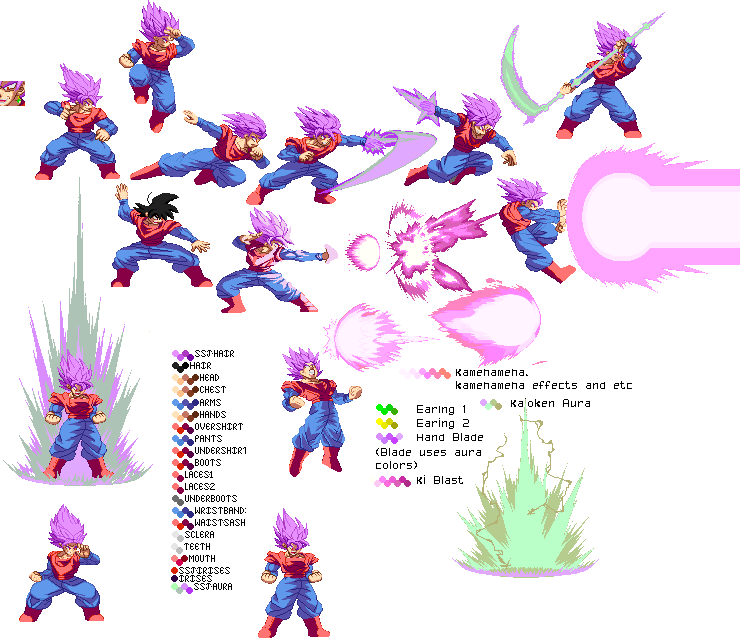 SSJHAIR
HAIR
HEAD
CHEST
ARMS
HANDS
OVERSHIRT
PANTS
UNDERSHIRT
BOOTS
LACES1
LACES2
UNDERBOOTS
WRISTBAND:
WAISTSASH
SCLERA
TEETH
MOUTH
SSJIRISES
IRISES
SSJAURA
Kamehameha.
kamehameha effects and etc
Kaioken Aura
Earing 1
Earing 2
Hand Blade
(Blade uses aura
colors)
Ki Blast